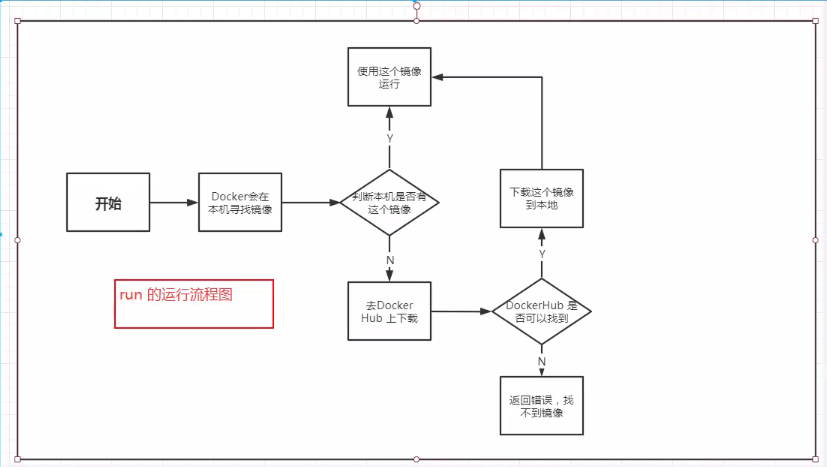 使用这个镜像
运行
开始
Docker会在
本机寻找镜像
判断本机是否有
这个镜像
下载这个镜像
到本地
Y
N
Y
run 的运行流程图
去Docker
Hub 上下载
DockerHub 是
否可以找到
N
返回错误，找
不到镜像